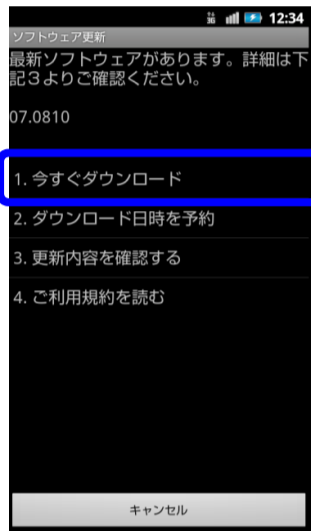 3G 12:34
ソフトウェア更新
最新ソフトウェアがあります。詳細は下
記3よりご確認ください。
07.0810
1. 今すぐダウンロード
2. ダウンロード日時を予約
3. 更新内容を確認する
4. ご利用規約を読む
キャンセル